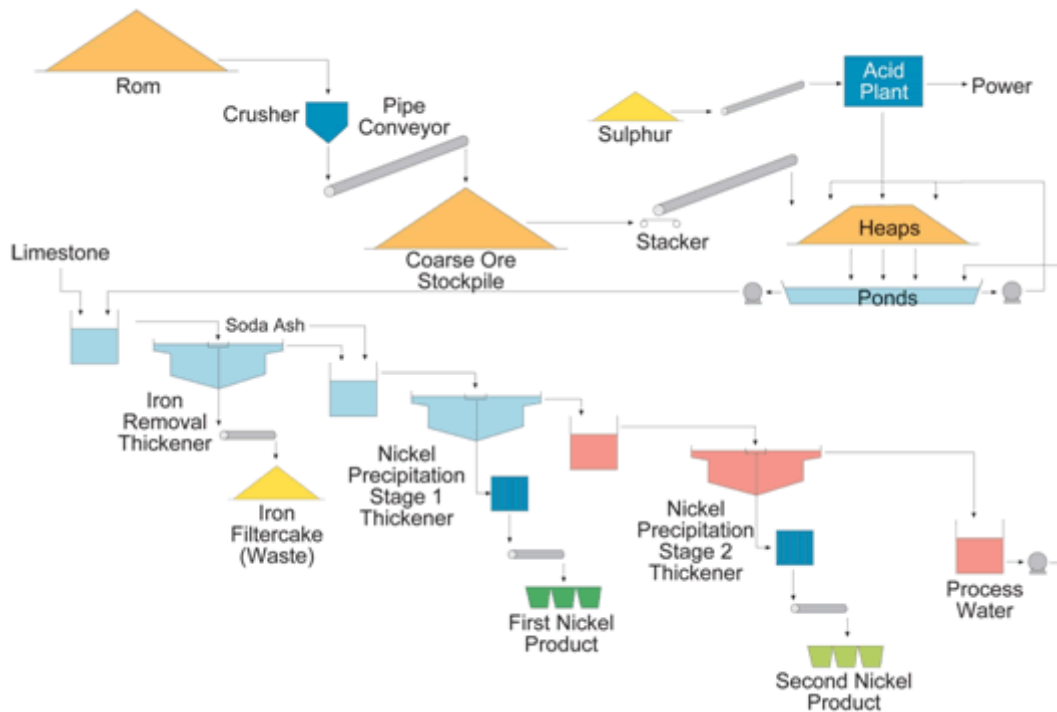 Rom
Crusher
Pipe
Conveyor
Acid
Plant
Power
Sulphur
Coarse Ore
Stockpile
Stacker
Heaps
Ponds
Limestone
Soda Ash
Iron
Removal
Thickener
Iron
Filtercake
(Waste)
Nickel
Precipitation
Stage 1
Thickener
First Nickel
Product
Nickel
Precipitation
Stage 2
Thickener
Second Nickel
Product
Process
Water